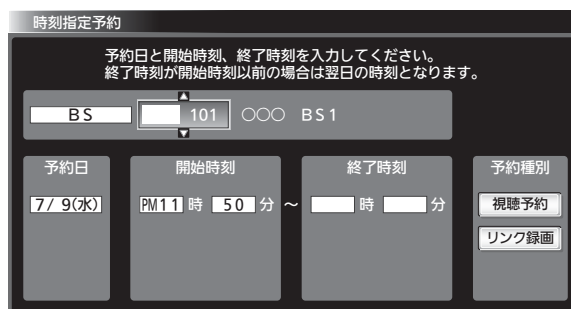 時刻指定予約
予約日と開始時刻、終了時刻を入力してください。
終了時刻が開始時刻以前の場合は翌日の時刻となります。
BS 101 ○○○ BS1
予約日 開始時刻 終了時刻 予約種別
7/ 9(水) PM11 時 50 分 ～ 時 分 視聴予約
リンク録画